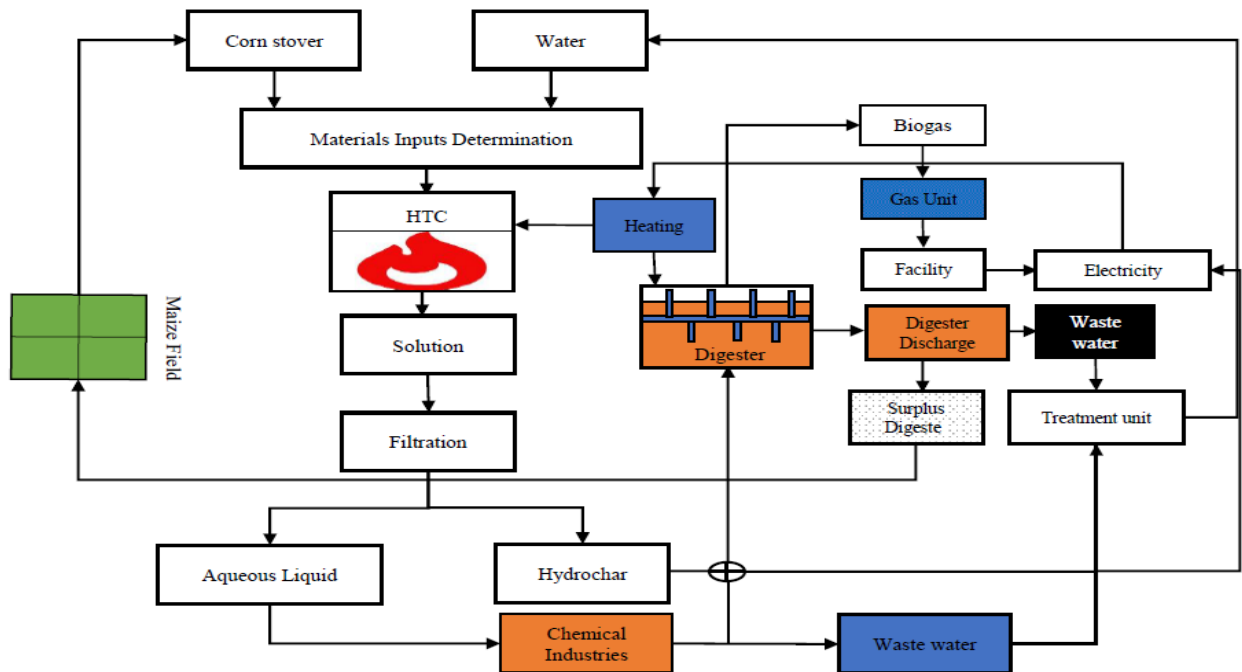 Corn stover
Water
Materials Inputs Determination
Biogas
HTC
Heating
Gas Unit
Facility
Electricity
Maize Field
Solution
Digester
Digester
Discharge
Waste
water
Surplus
Digeste
Treatment unit
Filtration
Aqueous Liquid
Hydrochar
Chemical
Industries
Waste water